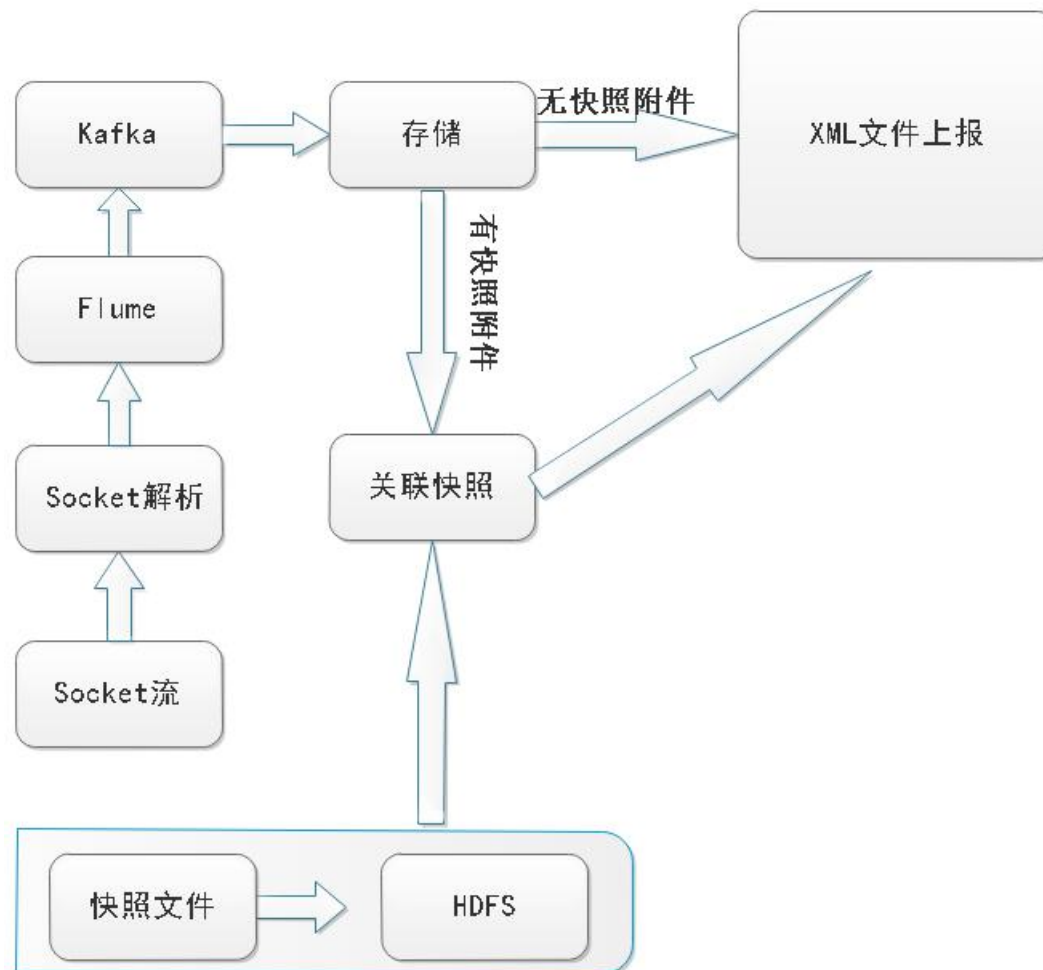 Kafka
存储
无快照附件
XML文件上报
Flume
有快照附件
Socket解析
关联快照
Socket流
快照文件
HDFS